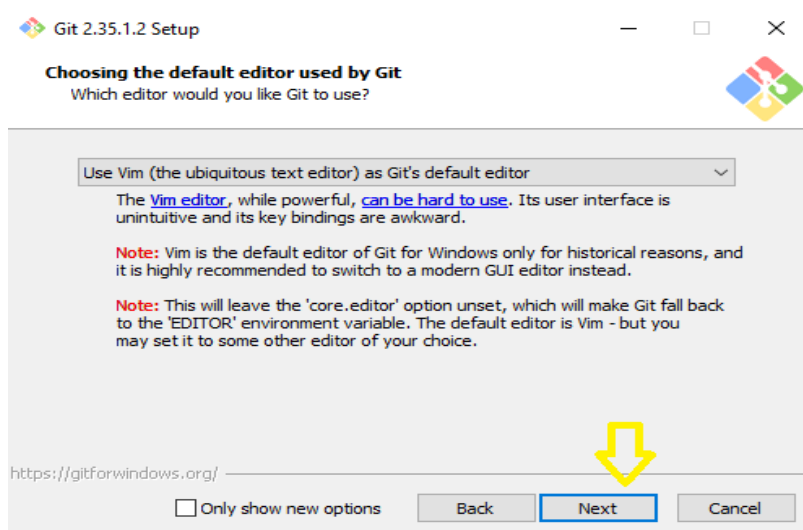 Git 2.35.1.2 Setup
Choosing the default editor used by Git
Which editor would you like Git to use?
Use Vim (the ubiquitous text editor) as Git's default editor
The Vim editor, while powerful, can be hard to use. Its user interface is
unintuitive and its key bindings are awkward.
Note: Vim is the default editor of Git for Windows only for historical reasons, and
it is highly recommended to switch to a modern GUI editor instead.
Note: This will leave the 'core.editor' option unset, which will make Git fall back
to the 'EDITOR' environment variable. The default editor is Vim - but you
may set it to some other editor of your choice.
https://gitforwindows.org/
Only show new options Back Next Cancel